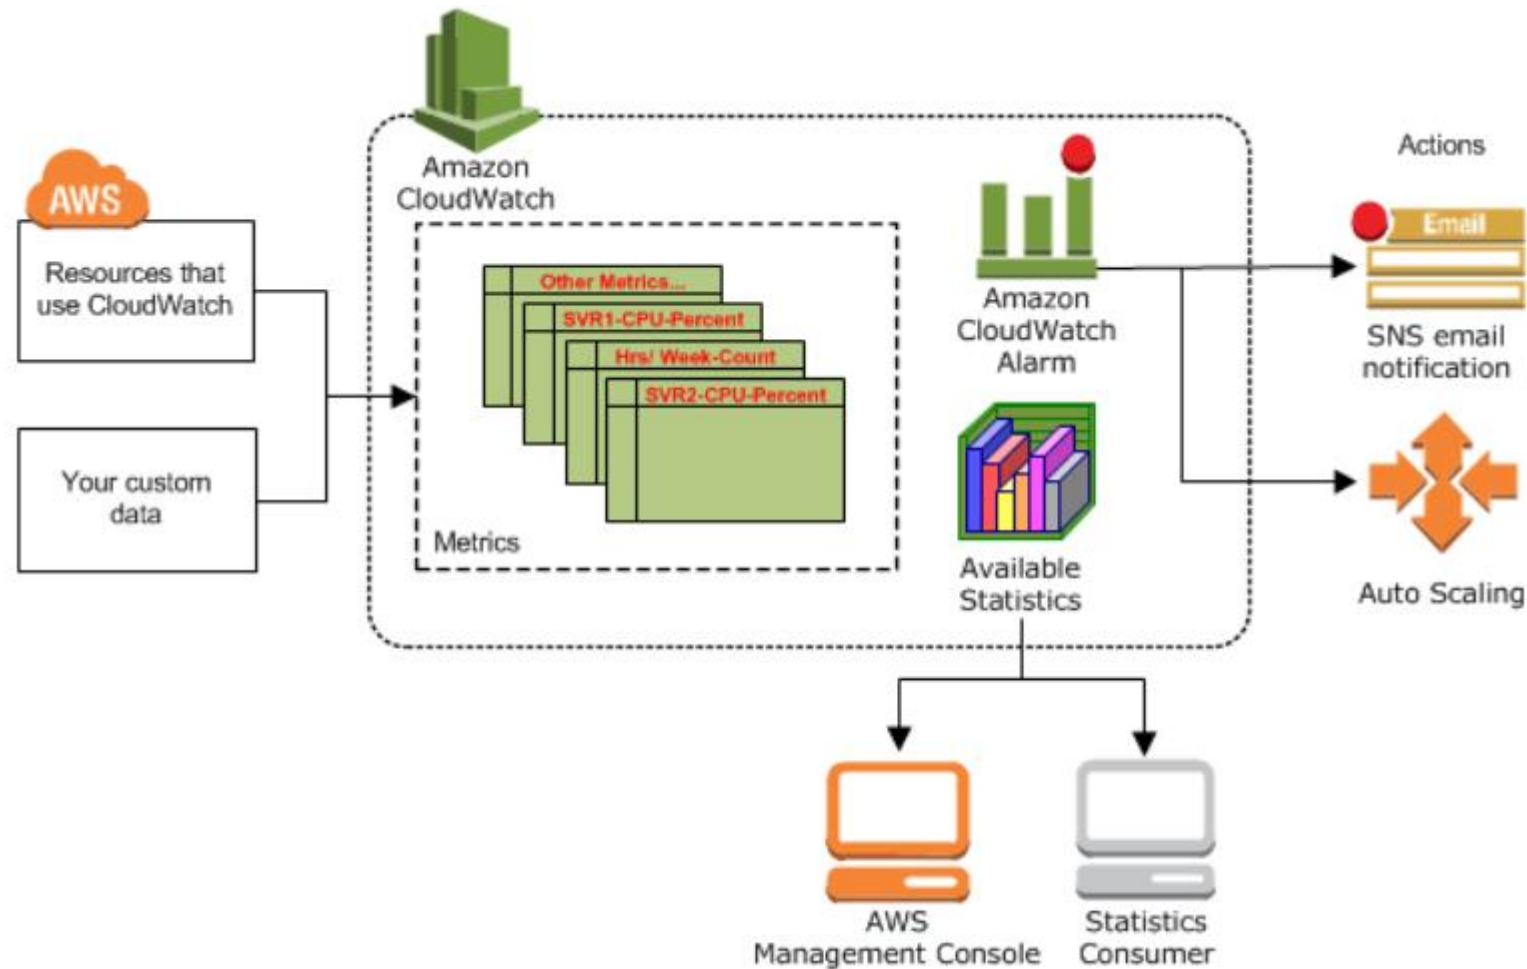 Amazon
CloudWatch
AWS
Resources that
use CloudWatch
Your custom
data
Other Metrics...
SVR1-CPU-Percent
Hrs/ Week-Count
SVR2-CPU-Percent
Metrics
Amazon
CloudWatch
Alarm
Available
Statistics
Actions
Email
SNS email
notification
Auto Scaling
AWS
Management Console
Statistics
Consumer